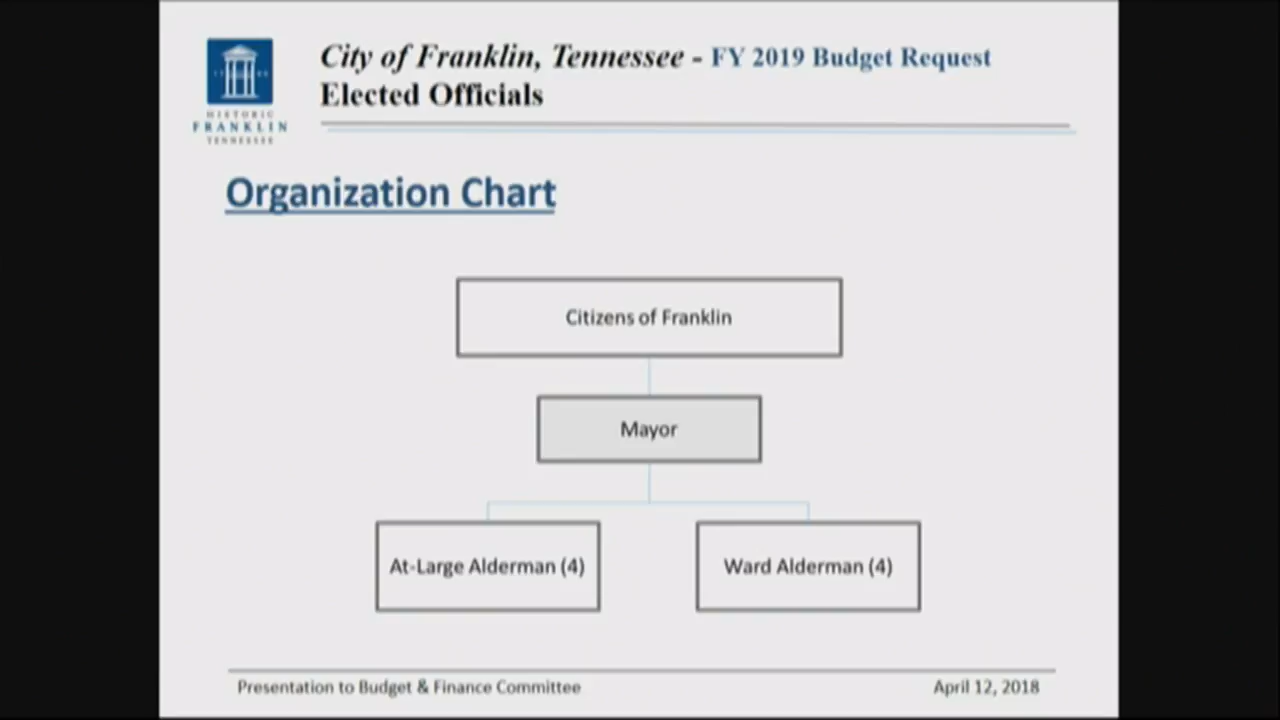 City of Franklin, Tennessee - FY 2019 Budget Request
Elected Officials
HISTORIC
FRANKLIN
TENNESSEE
Organization Chart
Citizens of Franklin
Mayor
At-Large Alderman (4)
Ward Alderman (4)
Presentation to Budget & Finance Committee
April 12, 2018